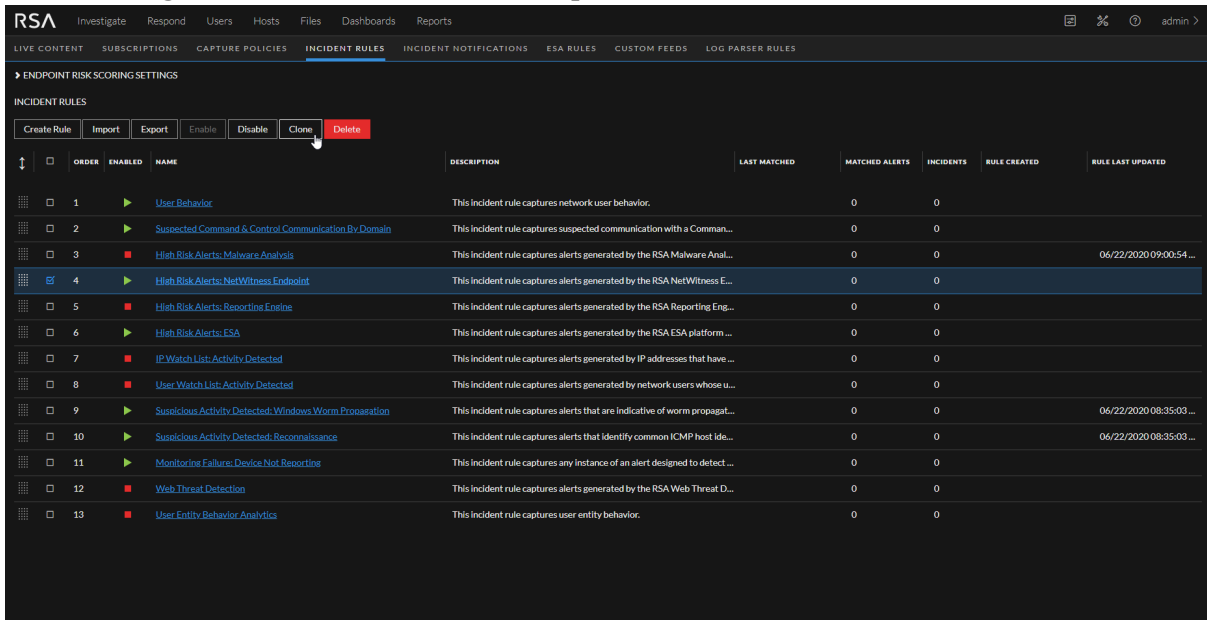 RSA Investigate Respond Users Hosts Files Dashboards Reports admin >
LIVE CONTENT SUBSCRIPTIONS CAPTURE POLICIES INCIDENT RULES INCIDENT NOTIFICATIONS ESA RULES CUSTOM FEEDS LOG PARSER RULES
> ENDPOINT RISK SCORING SETTINGS
INCIDENT RULES
Create Rule Import Export Enable Disable Clone Delete
ORDER ENABLED NAME DESCRIPTION LAST MATCHED MATCHED ALERTS INCIDENTS RULE CREATED RULE LAST UPDATED
1 User Behavior This incident rule captures network user behavior. 0 0
2 Suspected Command & Control Communication By Domain This incident rule captures suspected communication with a Comman... 0 0
3 High Risk Alerts: Malware Analysis This incident rule captures alerts generated by the RSA Malware Anal... 0 0 06/22/2020 09:00:54 ...
4 High Risk Alerts: NetWitness Endpoint This incident rule captures alerts generated by the RSA NetWitness E... 0 0
5 High Risk Alerts: Reporting Engine This incident rule captures alerts generated by the RSA Reporting Eng... 0 0
6 High Risk Alerts: ESA This incident rule captures alerts generated by the RSA ESA platform ... 0 0
7 IP Watch List: Activity Detected This incident rule captures alerts generated by IP addresses that have ... 0 0
8 User Watch List: Activity Detected This incident rule captures alerts generated by network users whose u... 0 0
9 Suspicious Activity Detected: Windows Worm Propagation This incident rule captures alerts that are indicative of worm propagat... 0 0 06/22/2020 08:35:03 ...
10 Suspicious Activity Detected: Reconnaissance This incident rule captures alerts that identify common ICMP host ide... 0 0 06/22/2020 08:35:03 ...
11 Monitoring Failure: Device Not Reporting This incident rule captures any instance of an alert designed to detect ... 0 0
12 Web Threat Detection This incident rule captures alerts generated by the RSA Web Threat D... 0 0
13 User Entity Behavior Analytics This incident rule captures user entity behavior. 0 0